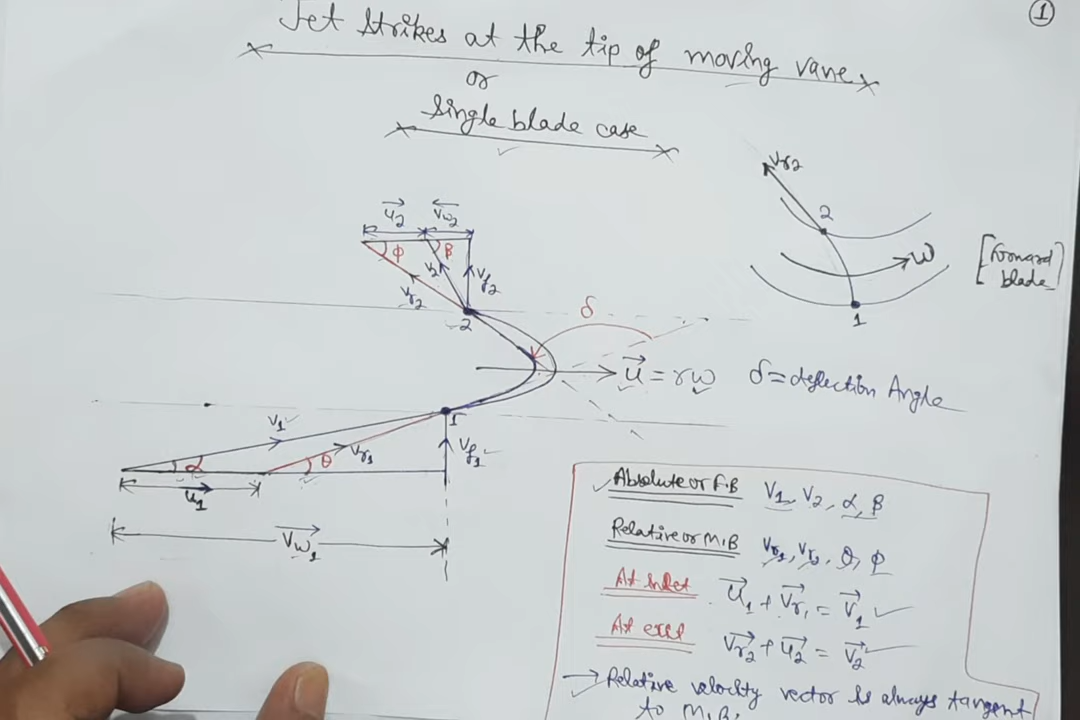 ①
Jet strikes at the tip of moving vane
or
Single blade case
u₂ Vw₂
ϕ β
V₂ Vf₂
Vr₂
2
Vr₂
2
ω
[Forward
blade]
1
δ
u = rω
δ = deflection Angle
1
V₁
Vr₁
Vf₁
α θ
u₁
Vw₁
Absolute or F.B V₁, V₂, α, β
Relative or M.B Vr₁, Vr₂, θ, ϕ
At Inlet u₁ + Vr₁ = V₁
At exit Vr₂ + u₂ = V₂
→ Relative velocity vector is always tangent
to M.B.